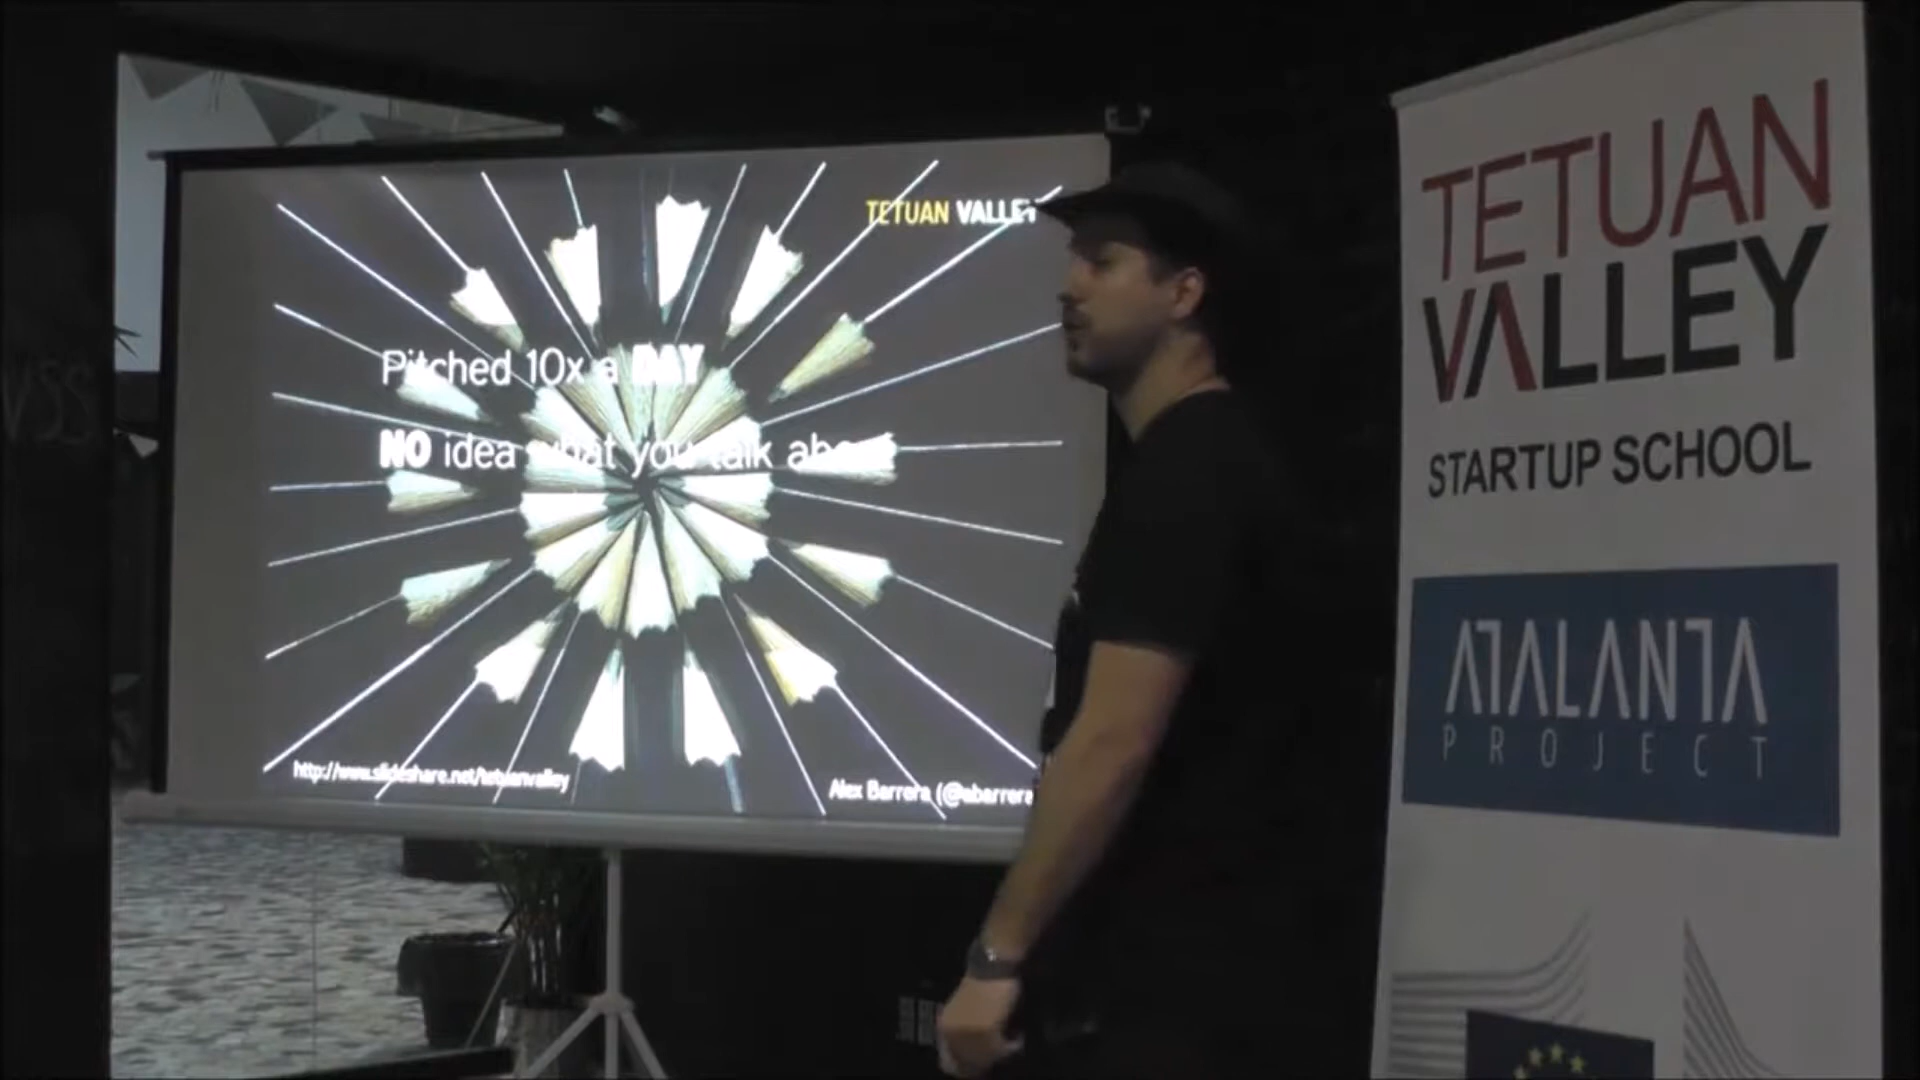 TETUAN VALLEY
Pitched 10x a DAY
NO idea what you talk about
http://www.slideshare.net/tetuanvalley
Alex Barrera (@abarrera
TETUAN
VALLEY
STARTUP SCHOOL
ATALANTA
PROJECT